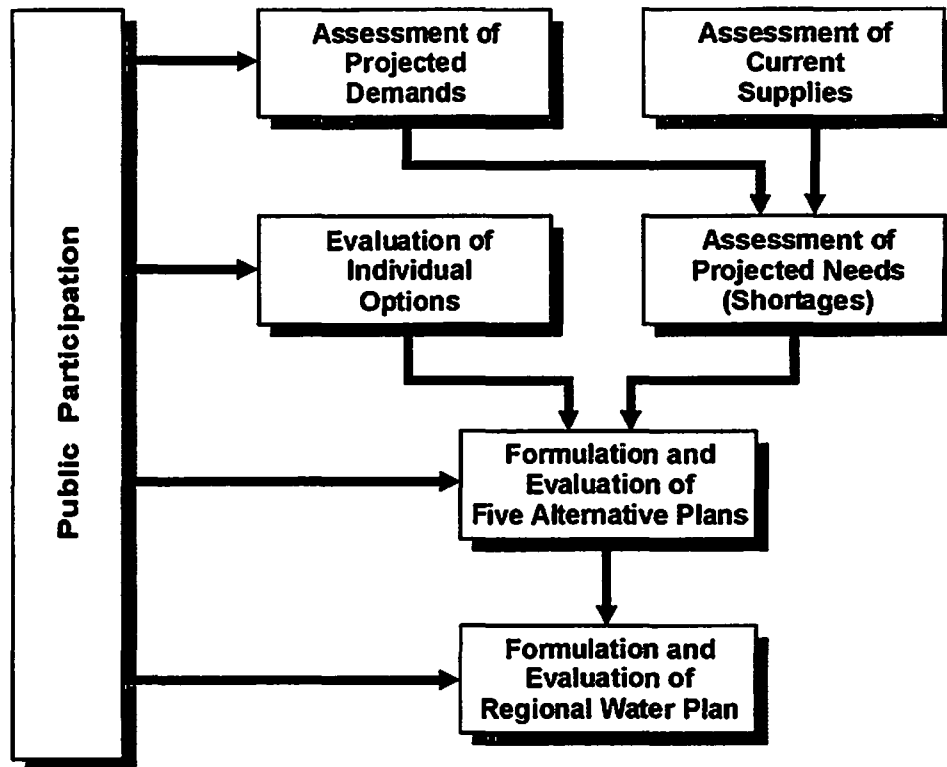 Public Participation
Assessment of
Projected
Demands
Assessment of
Current
Supplies
Evaluation of
Individual
Options
Assessment of
Projected Needs
(Shortages)
Formulation and
Evaluation of
Five Alternative Plans
Formulation and
Evaluation of
Regional Water Plan